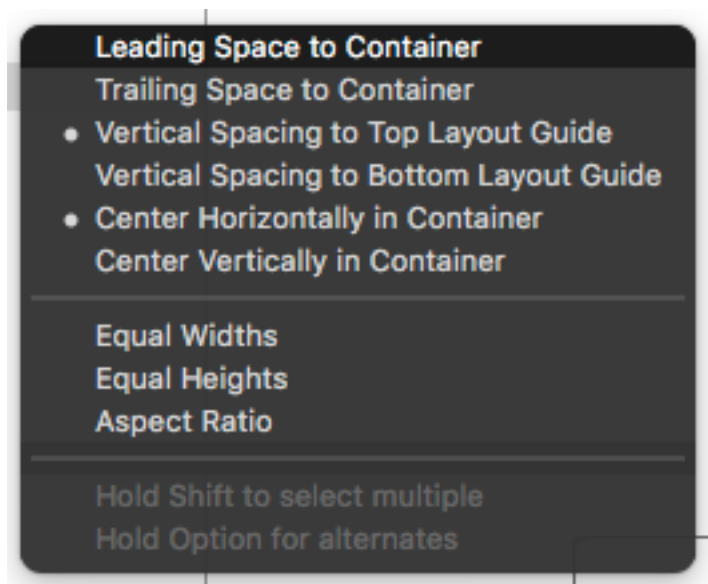 Leading Space to Container
Trailing Space to Container
Vertical Spacing to Top Layout Guide
Vertical Spacing to Bottom Layout Guide
Center Horizontally in Container
Center Vertically in Container
Equal Widths
Equal Heights
Aspect Ratio
Hold Shift to select multiple
Hold Option for alternates